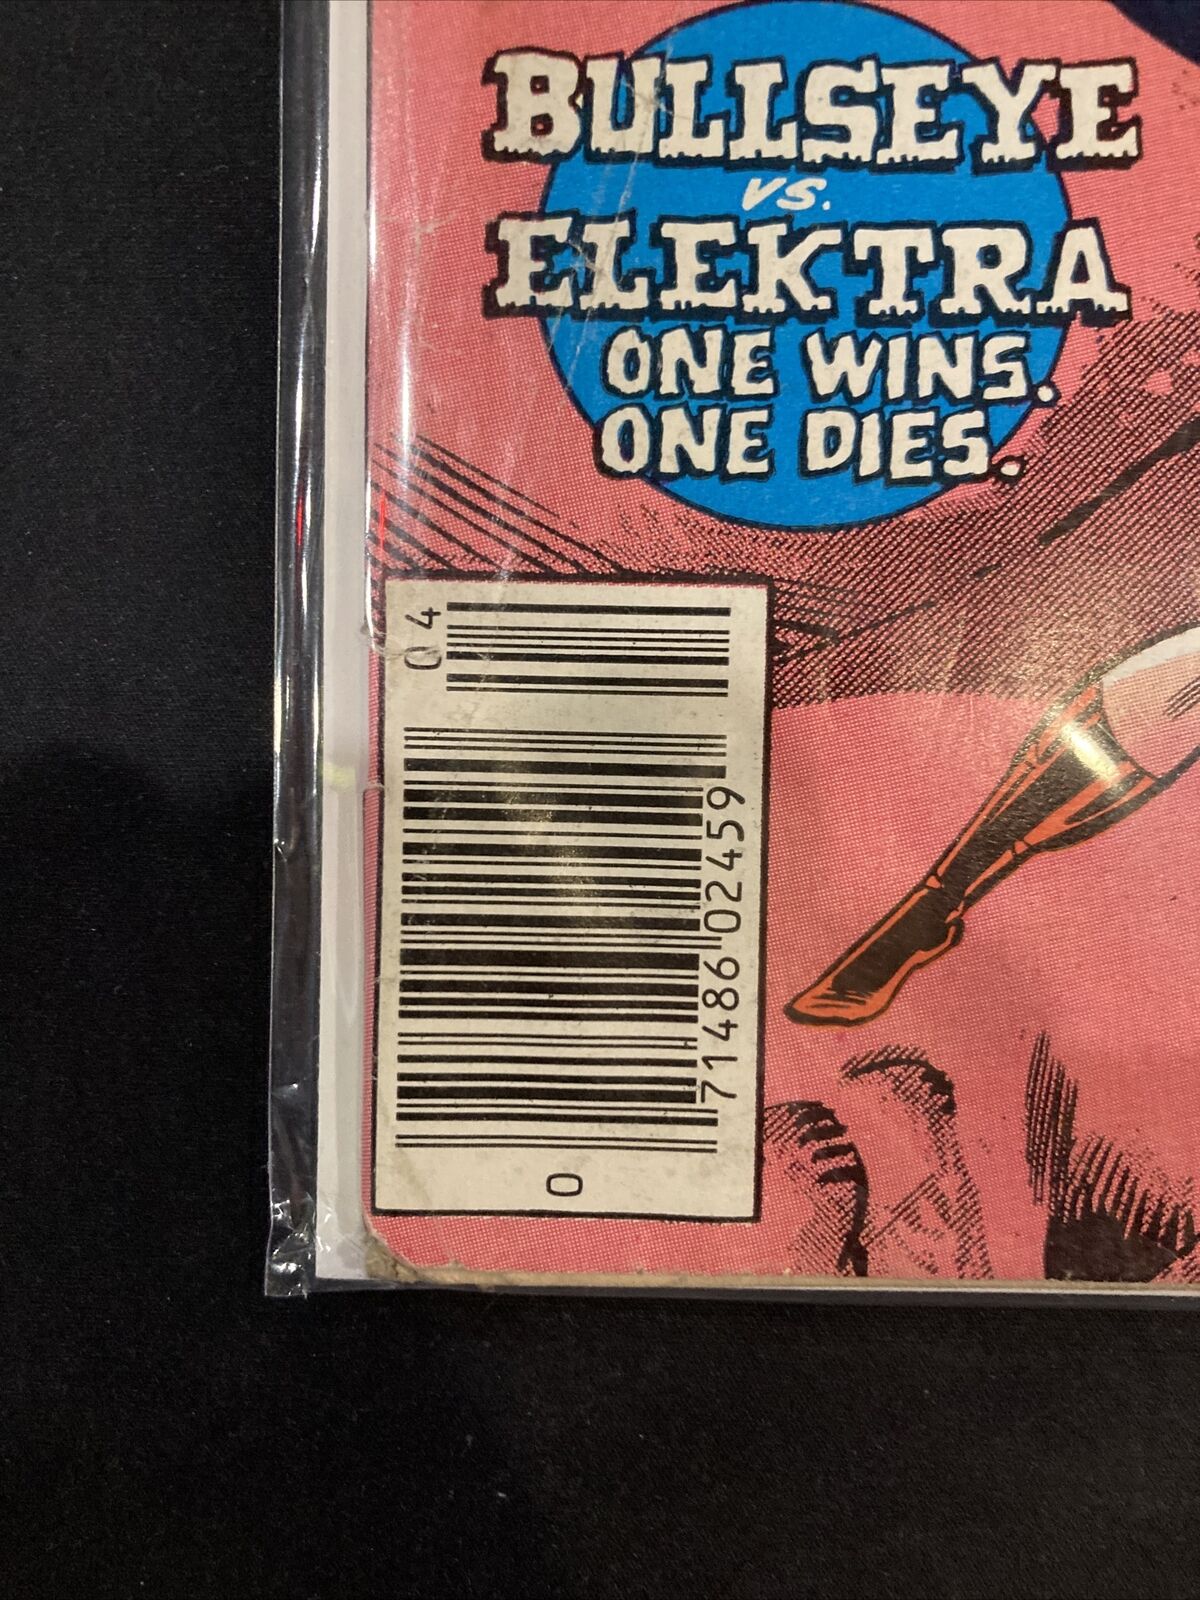 BULLSEYE
VS.
ELEKTRA
ONE WINS.
ONE DIES.
04
0 71486 02459